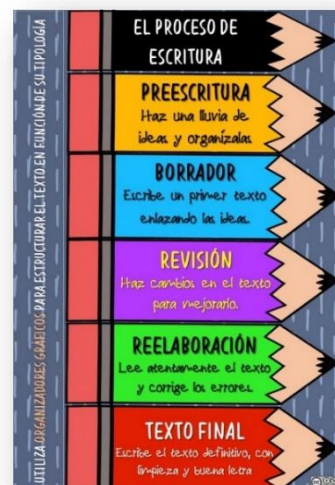 EL PROCESO DE
ESCRITURA
PREESCRITURA
Haz una lluvia de
ideas y organízalas.
BORRADOR
Escribe un primer texto
enlazando las ideas.
REVISIÓN
Haz cambios en el texto
para mejorarlo.
REELABORACIÓN
Lee atentamente el texto
y corrige los errores.
TEXTO FINAL
Escribe el texto definitivo, con
limpieza y buena letra
UTILIZA ORGANIZADORES GRÁFICOS PARA ESTRUCTURAR EL TEXTO EN FUNCIÓN DE SU TIPOLOGÍA